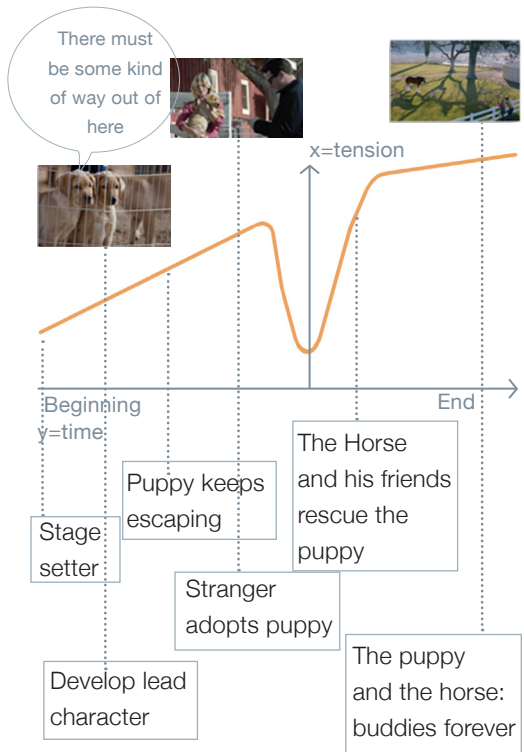 There must
be some kind
of way out of
here
x=tension
Beginning
End
y=time
Puppy keeps
escaping
The Horse
and his friends
rescue the
puppy
Stage
setter
Stranger
adopts puppy
Develop lead
character
The puppy
and the horse:
buddies forever